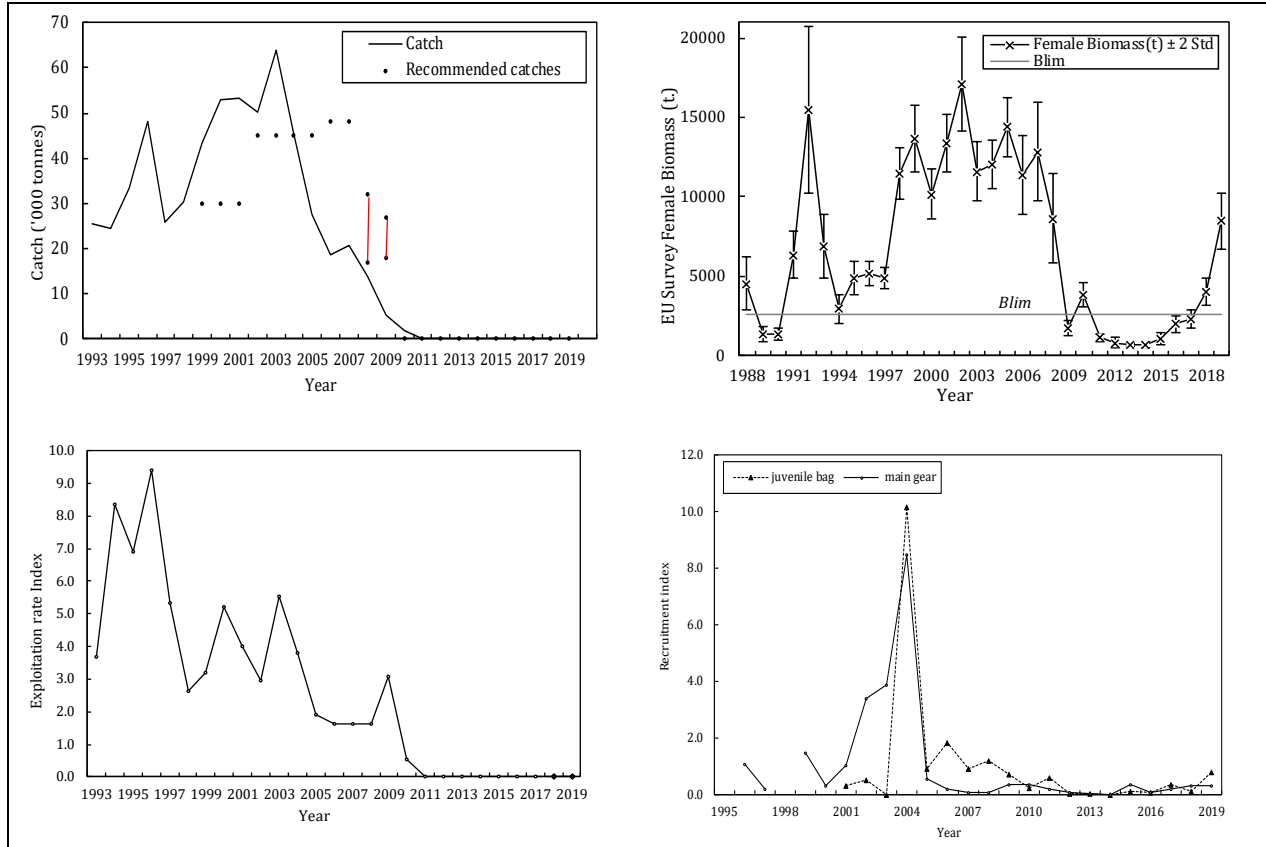 70
60
50
40
30
20
10
0
Catch ('000 tonnes)
Catch
Recommended catches
1993 1995 1997 1999 2001 2003 2005 2007 2009 2011 2013 2015 2017 2019
Year
20000
15000
10000
5000
0
EU Survey Female Biomass (t.)
Female Biomass(t) ± 2 Std
Blim
Blim
1988 1991 1994 1997 2000 2003 2006 2009 2012 2015 2018
Year
10.0
9.0
8.0
7.0
6.0
5.0
4.0
3.0
2.0
1.0
0.0
Exploitation rate Index
1993 1995 1997 1999 2001 2003 2005 2007 2009 2011 2013 2015 2017 2019
Year
12.0
10.0
8.0
6.0
4.0
2.0
0.0
Recruitment index
juvenile bag main gear
1995 1998 2001 2004 2007 2010 2013 2016 2019
Year